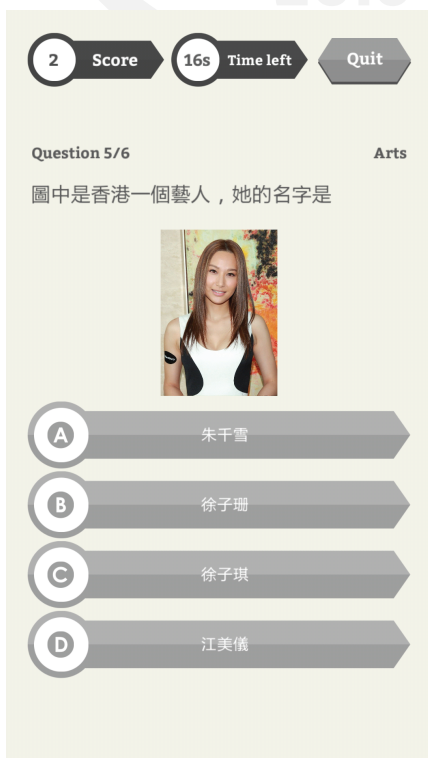 2 Score
16s Time left
Quit
Question 5/6
Arts
圖中是香港一個藝人，她的名字是
A 朱千雪
B 徐子珊
C 徐子琪
D 江美儀